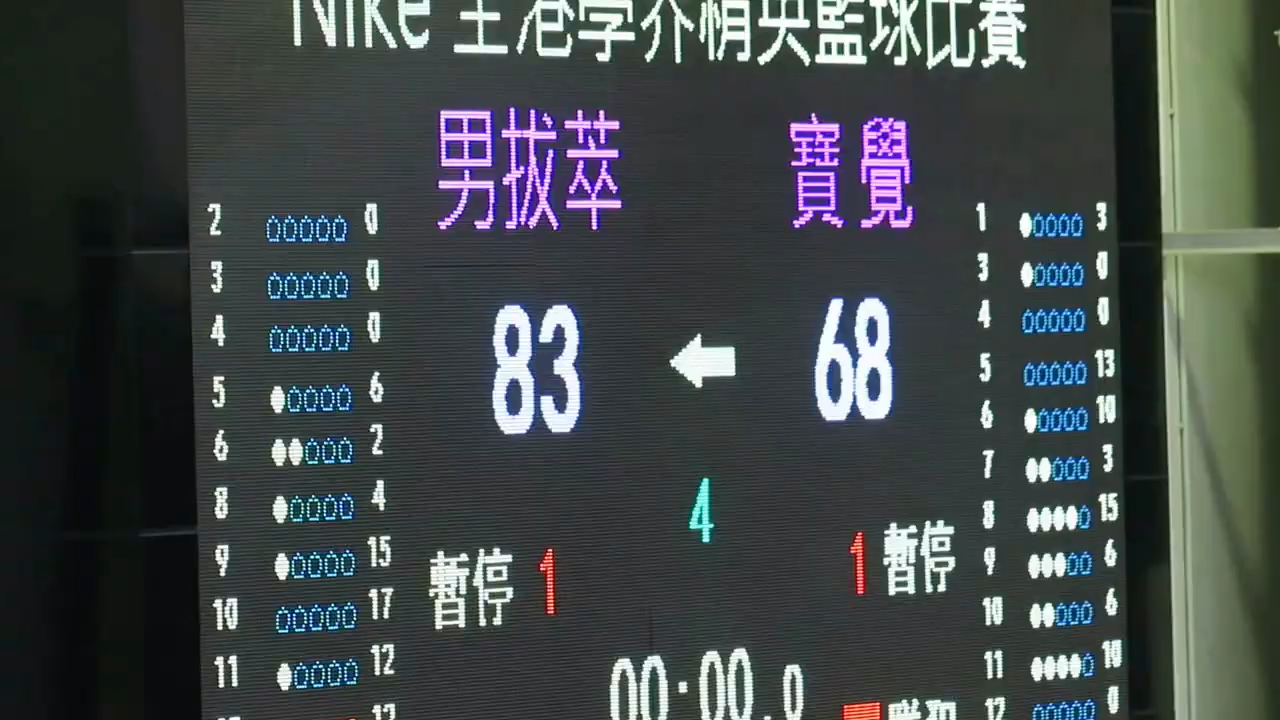 Nike 全港学界精英籃球比賽
男拔萃 寶覺
2 0 1 3
3 0 3 0
4 0 4 0
83 68
5 6 5 13
6 2 6 10
8 4 7 3
4
9 15 8 15
暫停 1 1 暫停
10 17 9 6
11 12 10 6
00:00.0
11 10
12 0